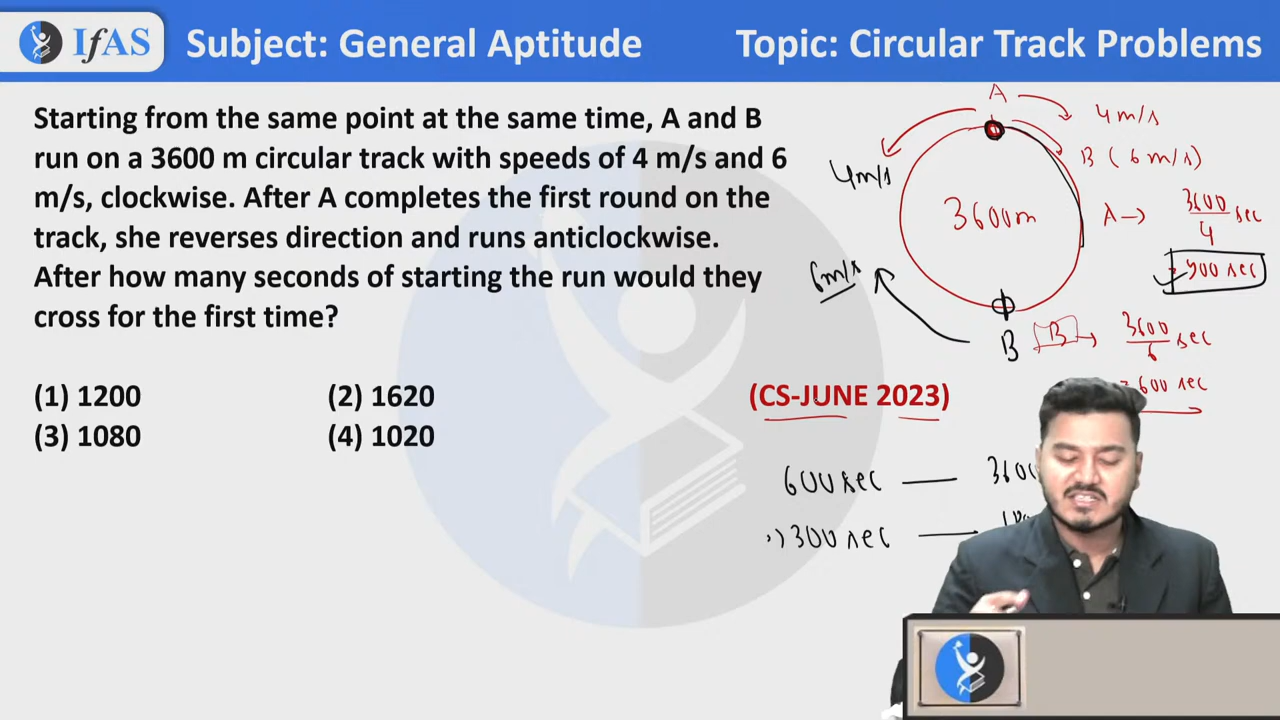 IfAS
Subject: General Aptitude
Topic: Circular Track Problems
Starting from the same point at the same time, A and B
run on a 3600 m circular track with speeds of 4 m/s and 6
m/s, clockwise. After A completes the first round on the
track, she reverses direction and runs anticlockwise.
After how many seconds of starting the run would they
cross for the first time?
(1) 1200 (2) 1620
(3) 1080 (4) 1020
(CS-JUNE 2023)
A
4 m/s
B (6 m/s)
4m/s
3600m
A → 3600/4 sec
900 sec
6m/s
B
B → 3600/6 sec
600 sec
600 sec — 3600
300 sec —